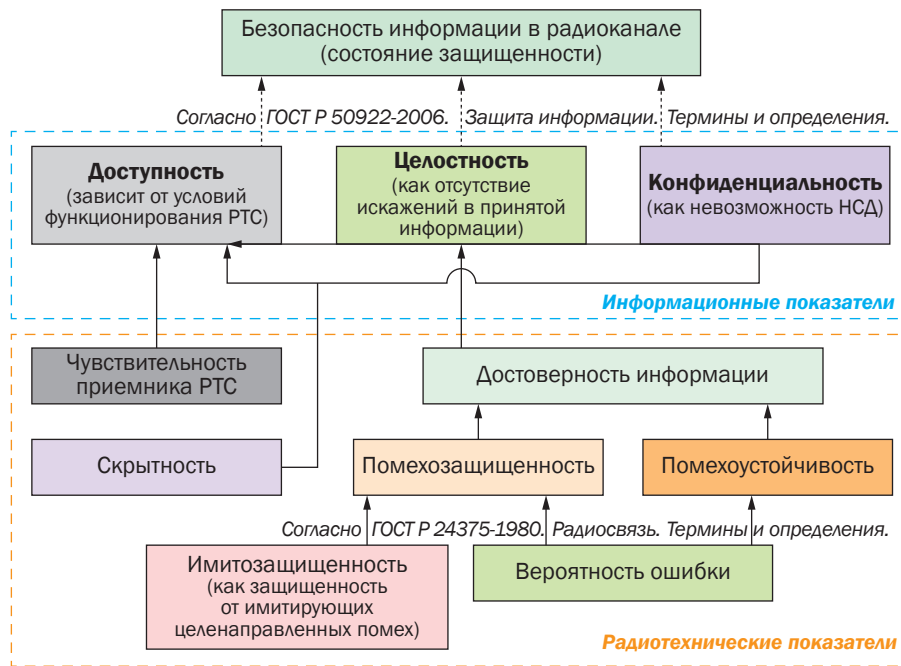 Безопасность информации в радиоканале
(состояние защищенности)
Согласно ГОСТ Р 50922-2006. Защита информации. Термины и определения.
Доступность
(зависит от условий
функционирования РТС)
Целостность
(как отсутствие
искажений в принятой
информации)
Конфиденциальность
(как невозможность НСД)
Информационные показатели
Чувствительность
приемника РТС
Достоверность информации
Скрытность
Помехозащищенность
Помехоустойчивость
Согласно ГОСТ Р 24375-1980. Радиосвязь. Термины и определения.
Имитозащищенность
(как защищенность
от имитирующих
целенаправленных помех)
Вероятность ошибки
Радиотехнические показатели